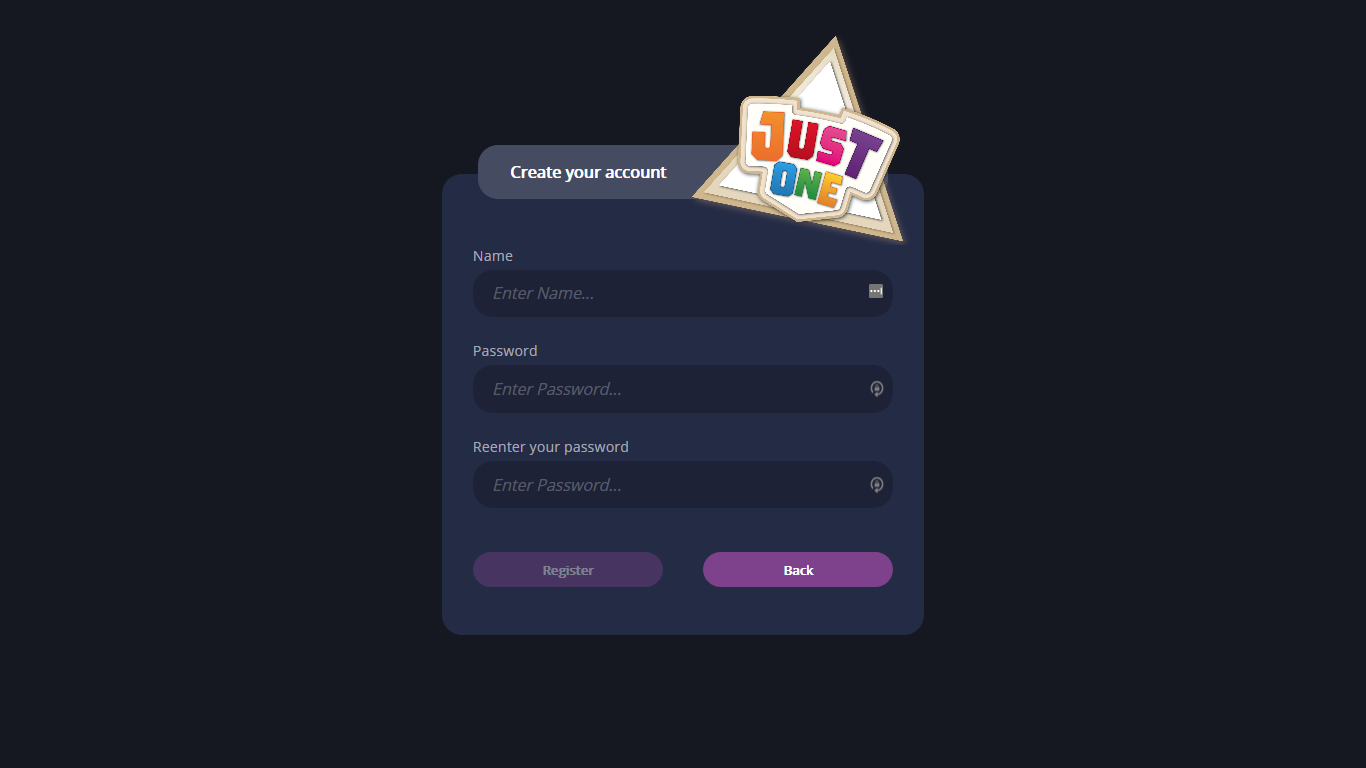 JUST
ONE
Create your account
Name
Enter Name...
Password
Enter Password...
Reenter your password
Enter Password...
Register
Back